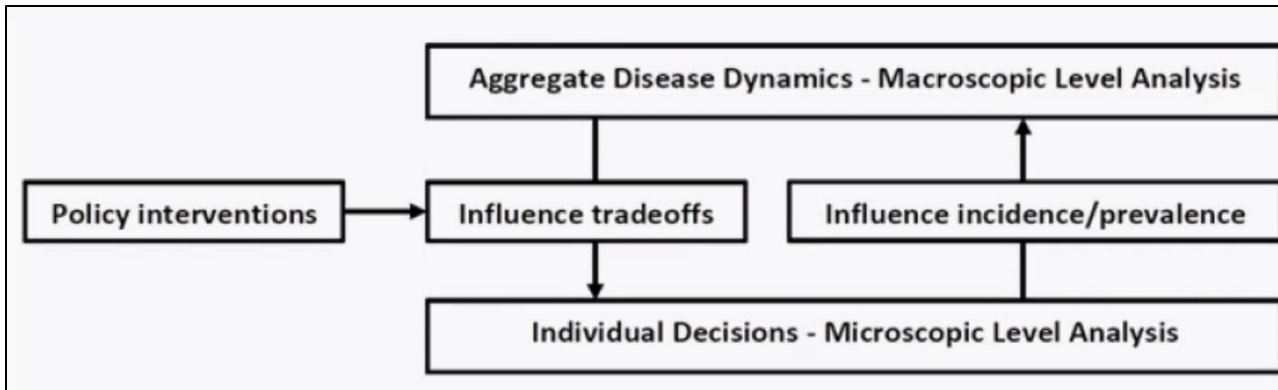 Aggregate Disease Dynamics - Macroscopic Level Analysis
Policy interventions
Influence tradeoffs
Influence incidence/prevalence
Individual Decisions - Microscopic Level Analysis